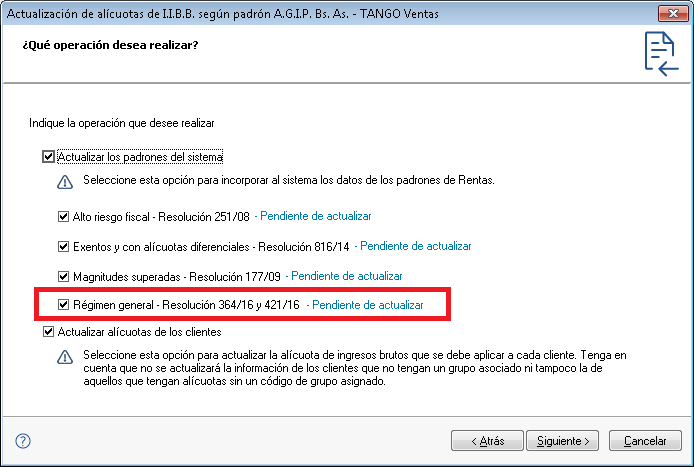 Actualización de alícuotas de I.I.B.B. según padrón A.G.I.P. Bs. As. - TANGO Ventas
¿Qué operación desea realizar?
Indique la operación que desee realizar
Actualizar los padrones del sistema
Seleccione esta opción para incorporar al sistema los datos de los padrones de Rentas.
Alto riesgo fiscal - Resolución 251/08 - Pendiente de actualizar
Exentos y con alícuotas diferenciales - Resolución 816/14 - Pendiente de actualizar
Magnitudes superadas - Resolución 177/09 - Pendiente de actualizar
Régimen general - Resolución 364/16 y 421/16 - Pendiente de actualizar
Actualizar alícuotas de los clientes
Seleccione esta opción para actualizar la alícuota de ingresos brutos que se debe aplicar a cada cliente. Tenga en
cuenta que no se actualizará la información de los clientes que no tengan un grupo asociado ni tampoco la de
aquellos que tengan alícuotas sin un código de grupo asignado.
? < Atrás Siguiente > Cancelar